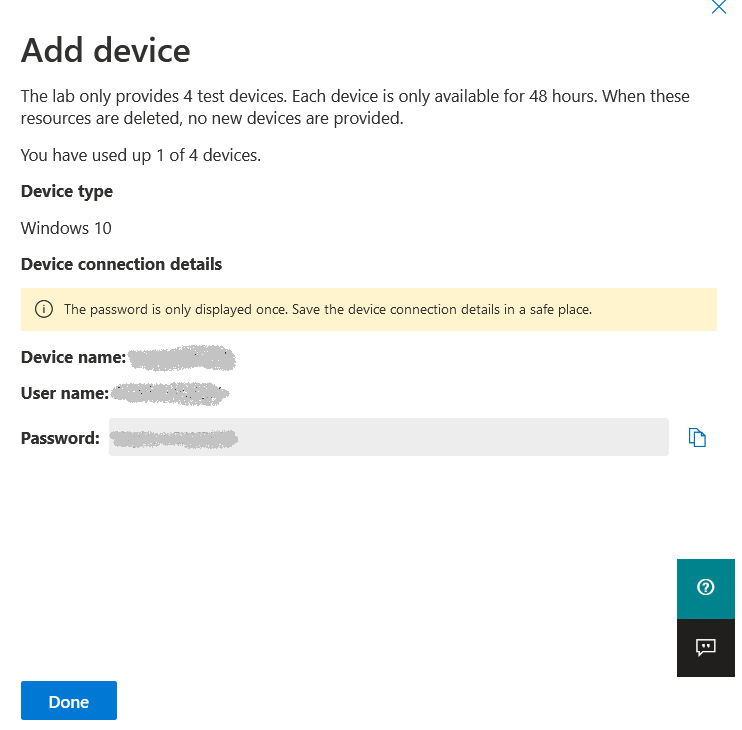 Add device
The lab only provides 4 test devices. Each device is only available for 48 hours. When these
resources are deleted, no new devices are provided.
You have used up 1 of 4 devices.
Device type
Windows 10
Device connection details
The password is only displayed once. Save the device connection details in a safe place.
Device name:
User name:
Password:
Done